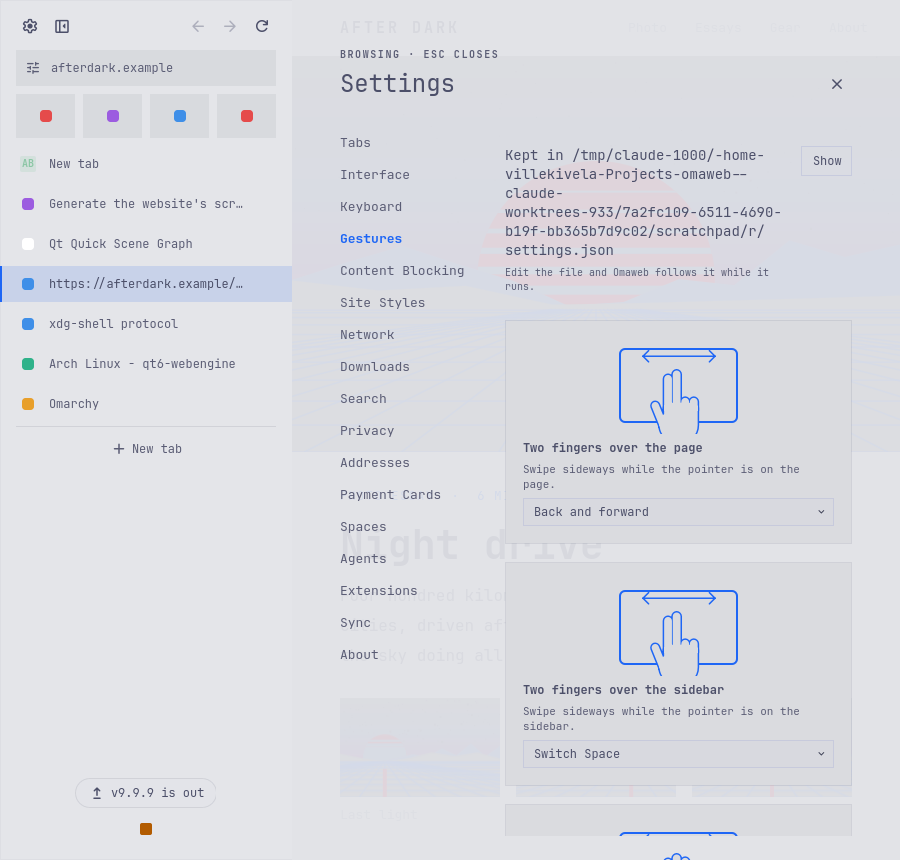 AFTER DARK
BROWSING · ESC CLOSES
Settings
afterdark.example
AB New tab
Generate the website's scr…
Qt Quick Scene Graph
https://afterdark.example/…
xdg-shell protocol
Arch Linux - qt6-webengine
Omarchy
+ New tab
v9.9.9 is out
Tabs
Interface
Keyboard
Gestures
Content Blocking
Site Styles
Network
Downloads
Search
Privacy
Addresses
Payment Cards
Spaces
Agents
Extensions
Sync
About
Kept in /tmp/claude-1000/-home-
villekivela-Projects-omaweb--
claude-
worktrees-933/7a2fc109-6511-4690-
b19f-bb365b7d9c02/scratchpad/r/
settings.json
Show
Edit the file and Omaweb follows it while it
runs.
Two fingers over the page
Swipe sideways while the pointer is on the
page.
Back and forward
Two fingers over the sidebar
Swipe sideways while the pointer is on the
sidebar.
Switch Space
Night drive
driven
sky doing all